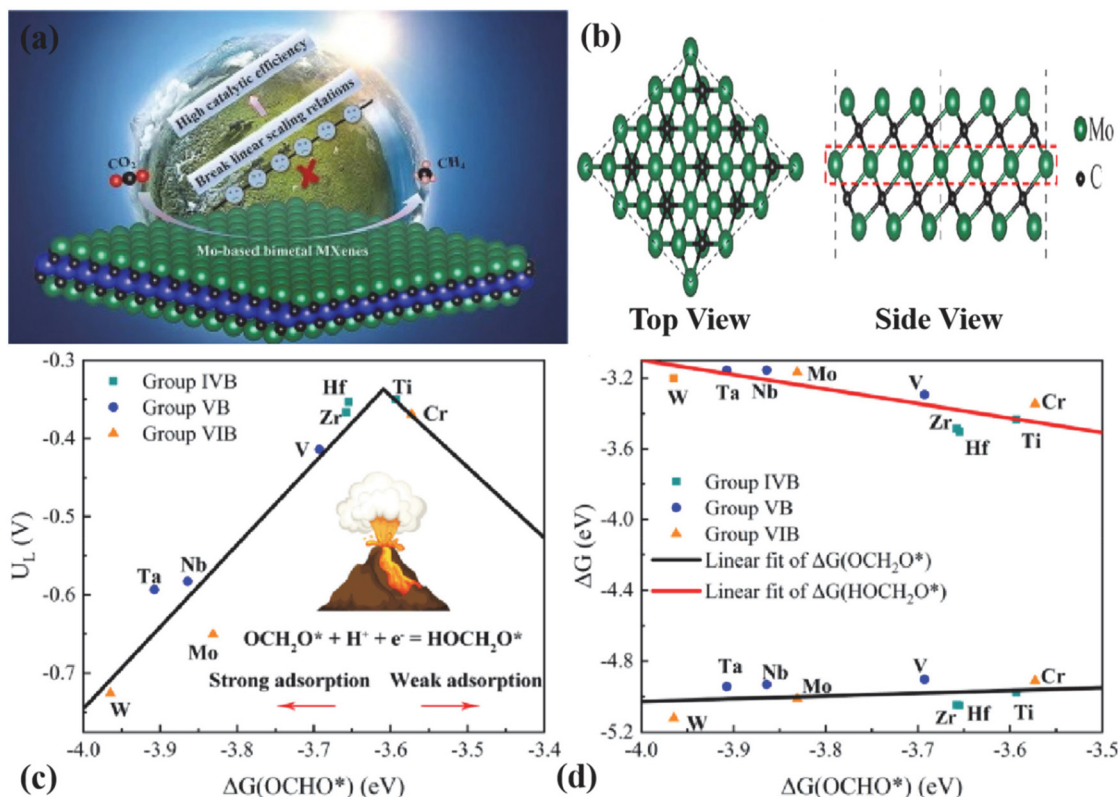 (a)
High catalytic efficiency
Break linear scaling relations
CO₂
CH₄
Mo-based bimetal MXenes
(b)
Mo
C
Top View
Side View
-0.3
-0.4
-0.5
-0.6
-0.7
U_L (V)
Group IVB
Group VB
Group VIB
Hf
Ti
Zr
Cr
V
Ta
Nb
Mo
W
OCH₂O* + H⁺ + e⁻ = HOCH₂O*
Strong adsorption
Weak adsorption
-4.0 -3.9 -3.8 -3.7 -3.6 -3.5 -3.4
(c)
ΔG(OCHO*) (eV)
-3.2
-3.6
-4.0
-4.4
-4.8
-5.2
ΔG (eV)
W
Ta
Nb
Mo
V
Zr
Hf
Cr
Ti
Group IVB
Group VB
Group VIB
Linear fit of ΔG(OCH₂O*)
Linear fit of ΔG(HOCH₂O*)
Ta
Nb
V
Cr
W
Mo
Zr
Hf
Ti
-4.0 -3.9 -3.8 -3.7 -3.6 -3.5
(d)
ΔG(OCHO*) (eV)